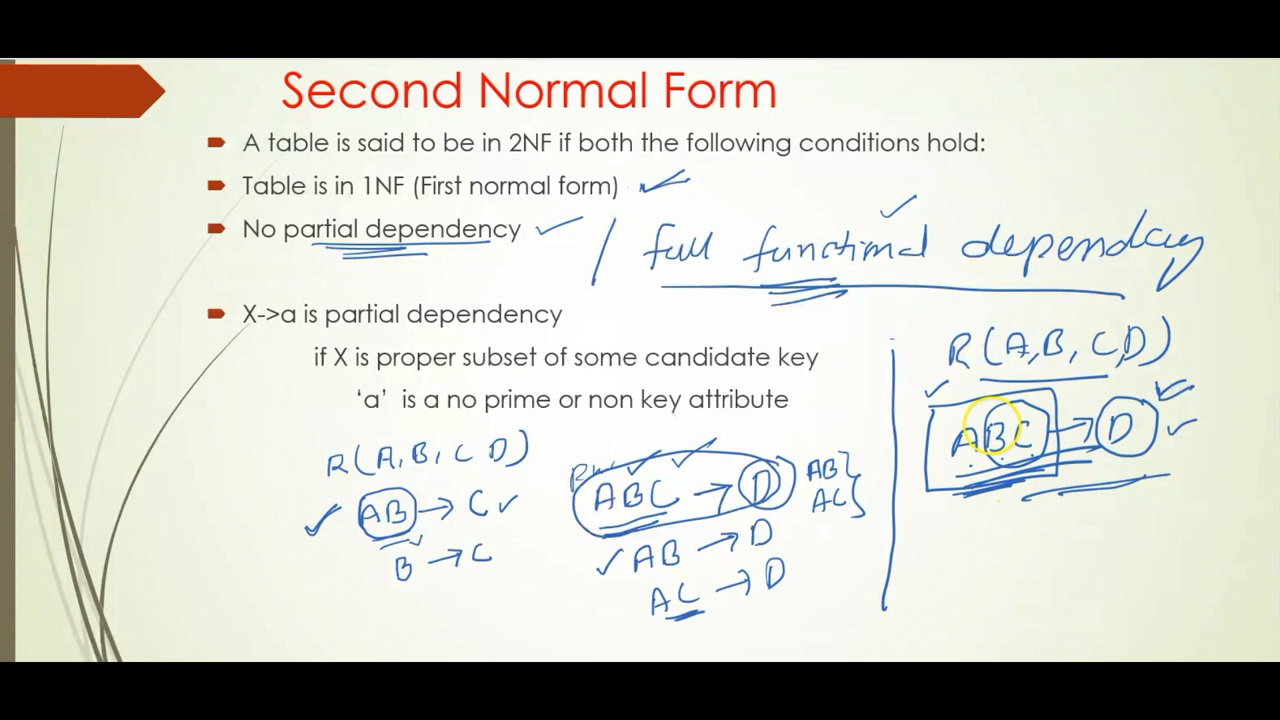 Second Normal Form
A table is said to be in 2NF if both the following conditions hold:
Table is in 1NF (First normal form)
No partial dependency / full functional dependency
X->a is partial dependency
if X is proper subset of some candidate key
‘a’ is a no prime or non key attribute
R(A, B, C D)
AB → C
B → C
ABC → D
AB → D
AC → D
AB}
AC}
R(A, B, C, D)
ABC → D